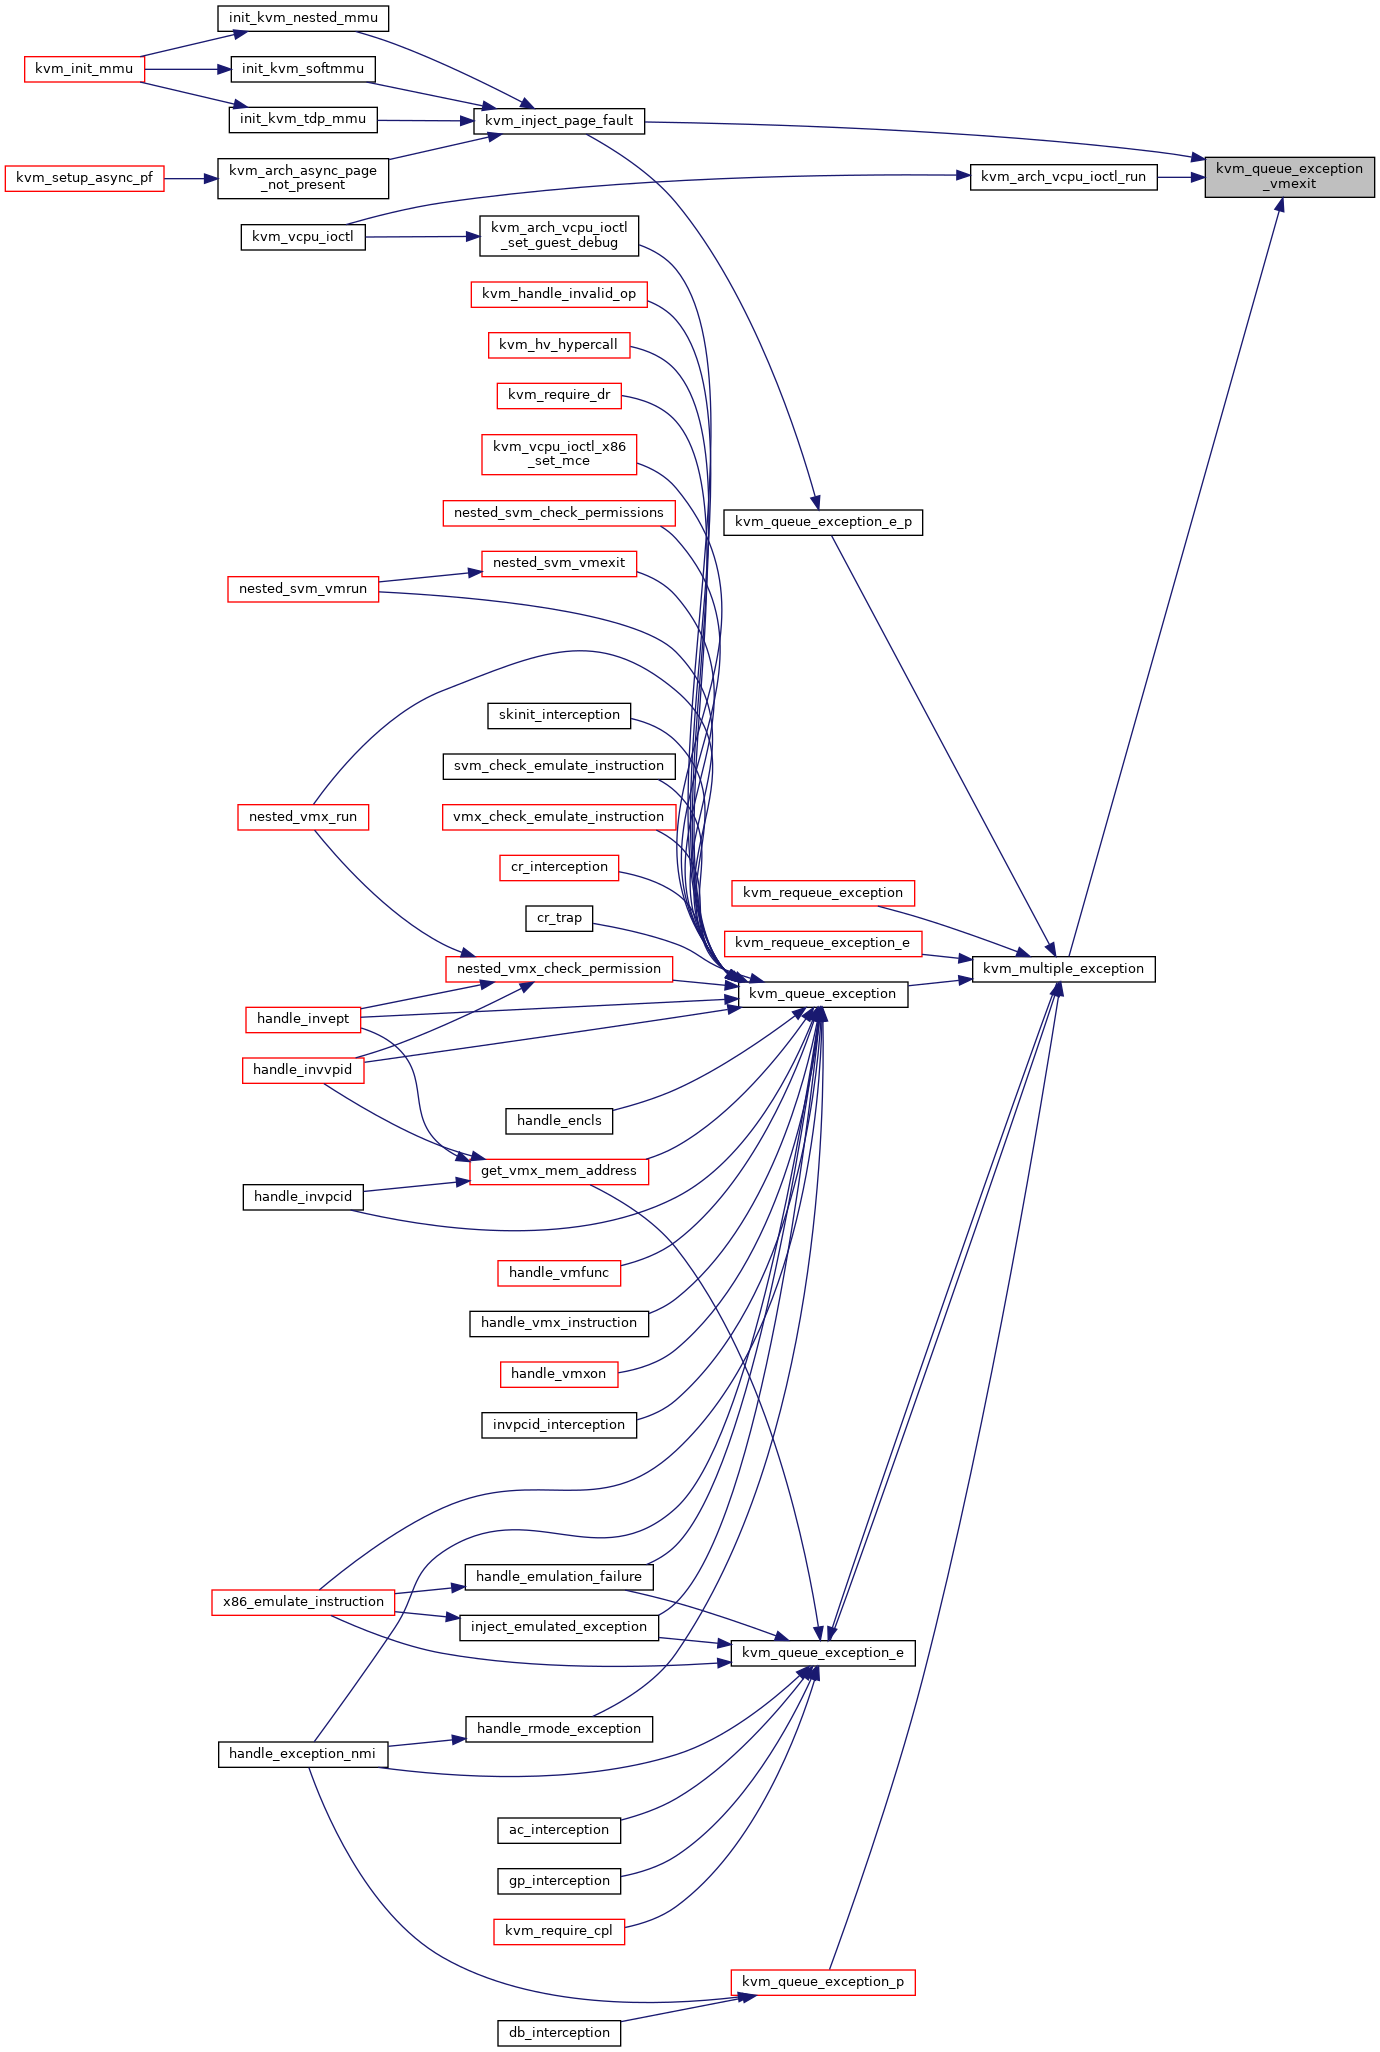 init_kvm_nested_mmu
kvm_init_mmu
init_kvm_softmmu
init_kvm_tdp_mmu
kvm_inject_page_fault
kvm_setup_async_pf
kvm_arch_async_page
_not_present
kvm_arch_vcpu_ioctl_run
kvm_queue_exception
_vmexit
kvm_vcpu_ioctl
kvm_arch_vcpu_ioctl
_set_guest_debug
kvm_handle_invalid_op
kvm_hv_hypercall
kvm_require_dr
kvm_vcpu_ioctl_x86
_set_mce
nested_svm_check_permissions
kvm_queue_exception_e_p
nested_svm_vmexit
nested_svm_vmrun
skinit_interception
svm_check_emulate_instruction
nested_vmx_run
vmx_check_emulate_instruction
cr_interception
kvm_requeue_exception
cr_trap
kvm_requeue_exception_e
nested_vmx_check_permission
kvm_multiple_exception
kvm_queue_exception
handle_invept
handle_invvpid
handle_encls
get_vmx_mem_address
handle_invpcid
handle_vmfunc
handle_vmx_instruction
handle_vmxon
invpcid_interception
handle_emulation_failure
x86_emulate_instruction
inject_emulated_exception
kvm_queue_exception_e
handle_rmode_exception
handle_exception_nmi
ac_interception
gp_interception
kvm_require_cpl
kvm_queue_exception_p
db_interception